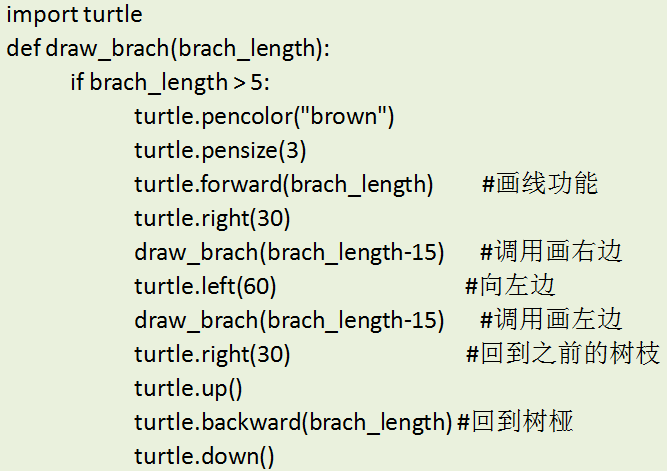 import turtle
def draw_brach(brach_length):
if brach_length > 5:
turtle.pencolor("brown")
turtle.pensize(3)
turtle.forward(brach_length) #画线功能
turtle.right(30)
draw_brach(brach_length-15) #调用画右边
turtle.left(60) #向左边
draw_brach(brach_length-15) #调用画左边
turtle.right(30) #回到之前的树枝
turtle.up()
turtle.backward(brach_length) #回到树桠
turtle.down()